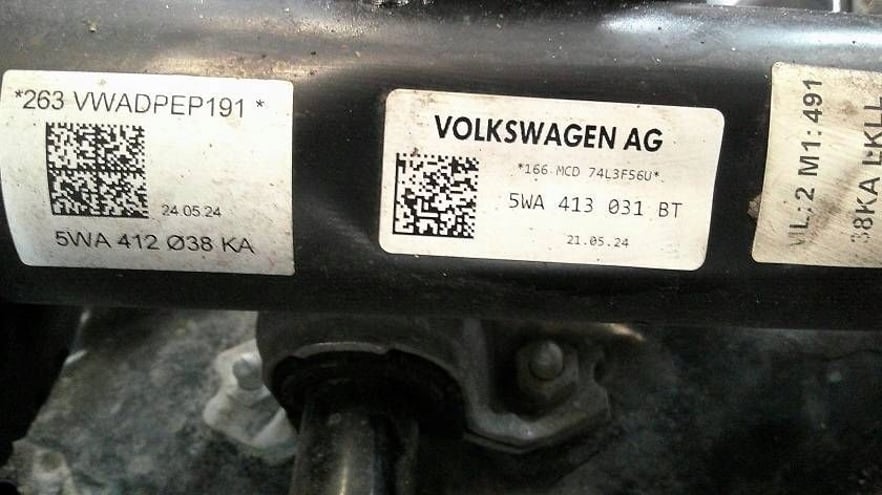 *263 VWADPEP191 *
24 05 24
5WA 412 Ø38 KA
VOLKSWAGEN AG
*166 MCD 74L3F56U*
5WA 413 031 BT
21.05.24
2 M1:491
38KA